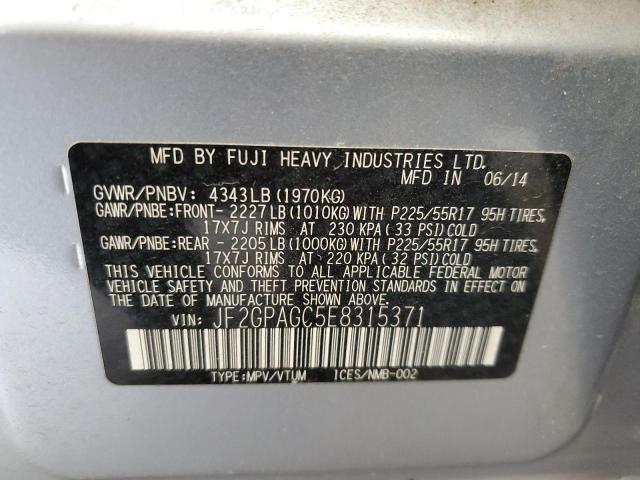 MFD BY FUJI HEAVY INDUSTRIES LTD.
MFD IN 06/14
GVWR/PNBV: 4343LB (1970KG)
GAWR/PNBE:FRONT- 2227LB(1010KG)WITH P225/55R17 95H TIRES,
17X7J RIMS AT 230 KPA ( 33 PSI) COLD
GAWR/PNBE:REAR - 2205LB(1000KG)WITH P225/55R17 95H TIRES,
17X7J RIMS AT 220 KPA ( 32 PSI) COLD
THIS VEHICLE CONFORMS TO ALL APPLICABLE FEDERAL MOTOR
VEHICLE SAFETY AND THEFT PREVENTION STANDARDS IN EFFECT
ON THE DATE OF MANUFACTURE SHOWN ABOVE.
VIN: JF2GPAGC5E8315371
TYPE:MPV/VTUM ICES/NMB-002